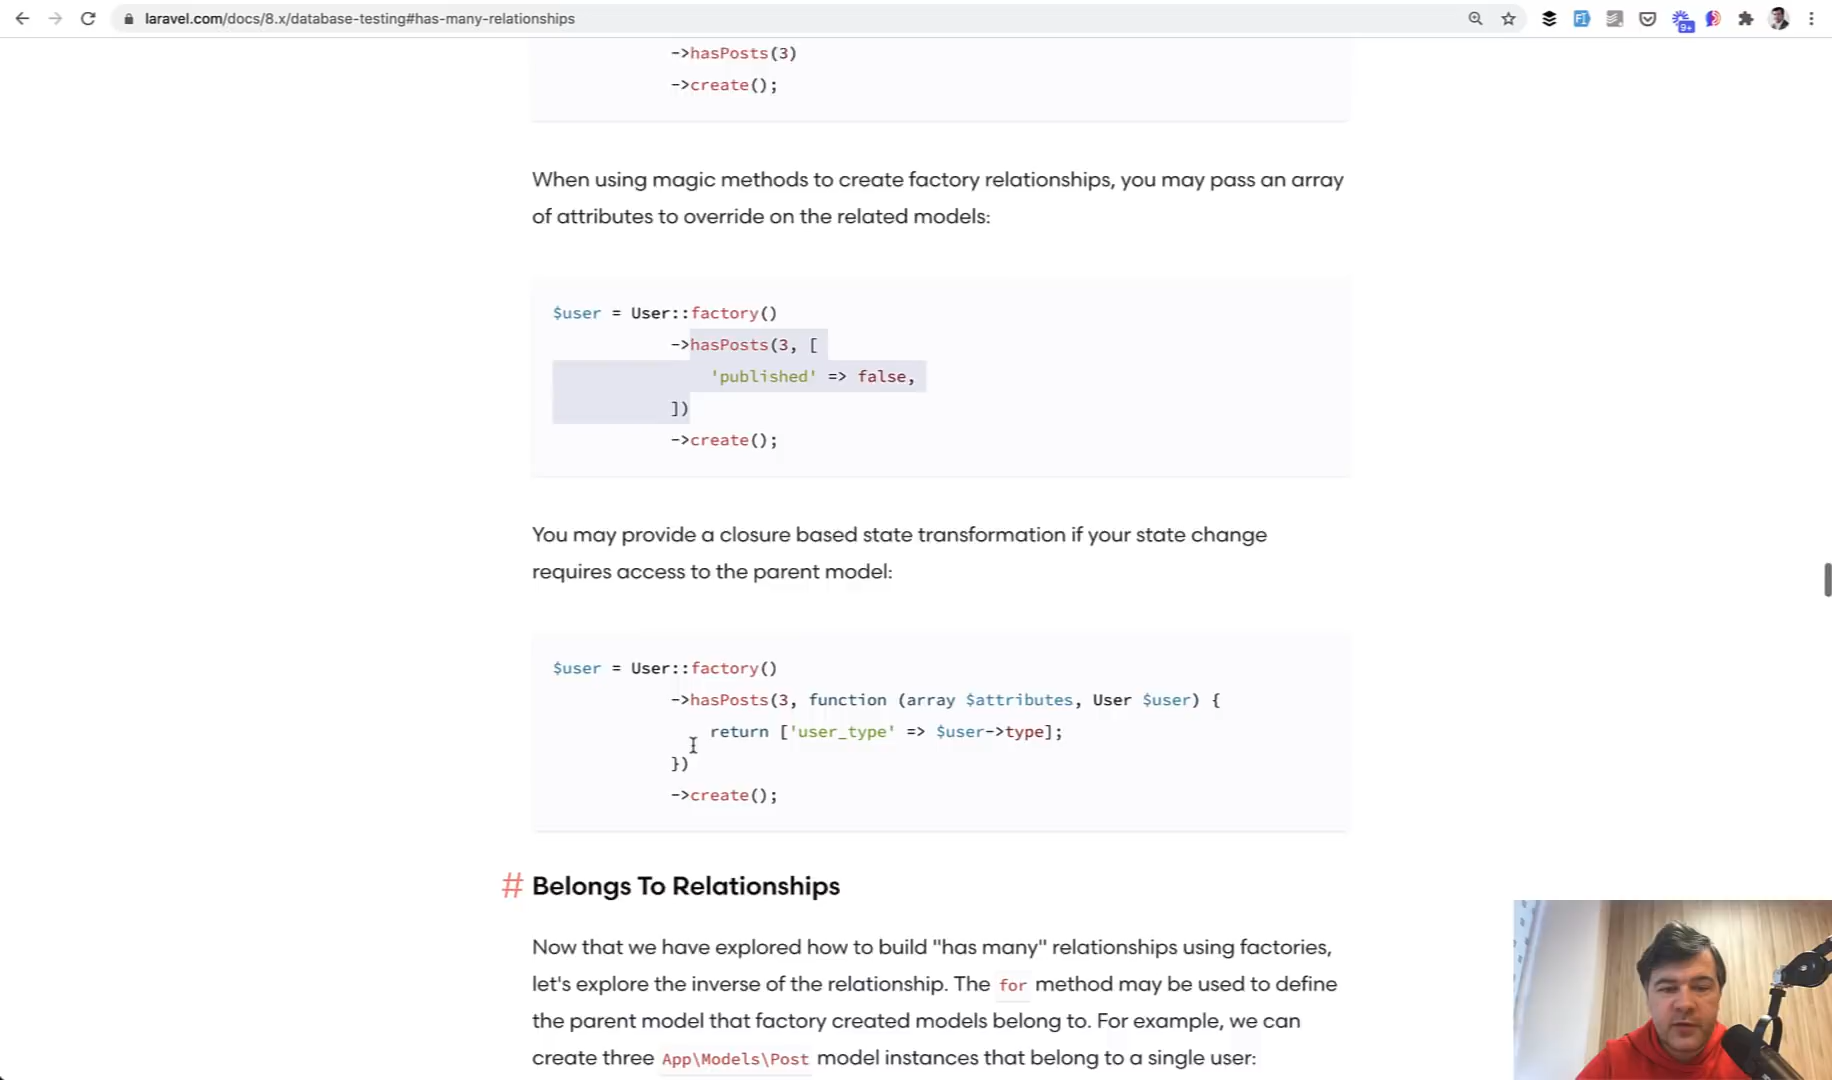 laravel.com/docs/8.x/database-testing#has-many-relationships
9+
->hasPosts(3)
->create();
When using magic methods to create factory relationships, you may pass an array
of attributes to override on the related models:
$user = User::factory()
->hasPosts(3, [
'published' => false,
])
->create();
You may provide a closure based state transformation if your state change
requires access to the parent model:
$user = User::factory()
->hasPosts(3, function (array $attributes, User $user) {
return ['user_type' => $user->type];
})
->create();
# Belongs To Relationships
Now that we have explored how to build "has many" relationships using factories,
let's explore the inverse of the relationship. The for method may be used to define
the parent model that factory created models belong to. For example, we can
create three App\Models\Post model instances that belong to a single user: